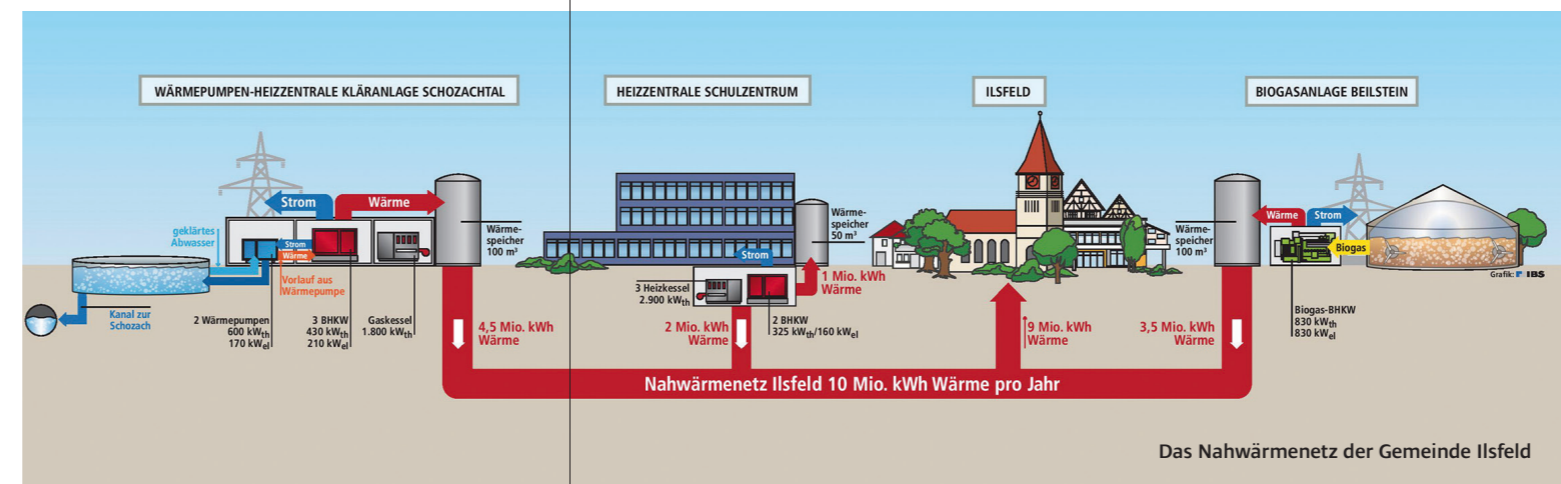 WÄRMEPUMPEN-HEIZZENTRALE KLÄRANLAGE SCHOZACHTAL
HEIZZENTRALE SCHULZENTRUM
ILSFELD
BIOGASANLAGE BEILSTEIN
Strom
Wärme
geklärtes
Abwasser
Strom
Wärme
Vorlauf aus
Wärmepumpe
Kanal zur
Schozach
2 Wärmepumpen
600 kWth
170 kWel
3 BHKW
430 kWth
210 kWel
Gaskessel
1.800 kWth
Wärme-
speicher
100 m³
4,5 Mio. kWh
Wärme
Wärme-
speicher
50 m³
Strom
1 Mio. kWh
Wärme
3 Heizkessel
2.900 kWth
2 BHKW
325 kWth/160 kWel
2 Mio. kWh
Wärme
9 Mio. kWh
Wärme
Wärme-
speicher
100 m³
Wärme
Strom
Biogas
Grafik: IBS
Biogas-BHKW
830 kWth
830 kWel
3,5 Mio. kWh
Wärme
Nahwärmenetz Ilsfeld 10 Mio. kWh Wärme pro Jahr
Das Nahwärmenetz der Gemeinde Ilsfeld